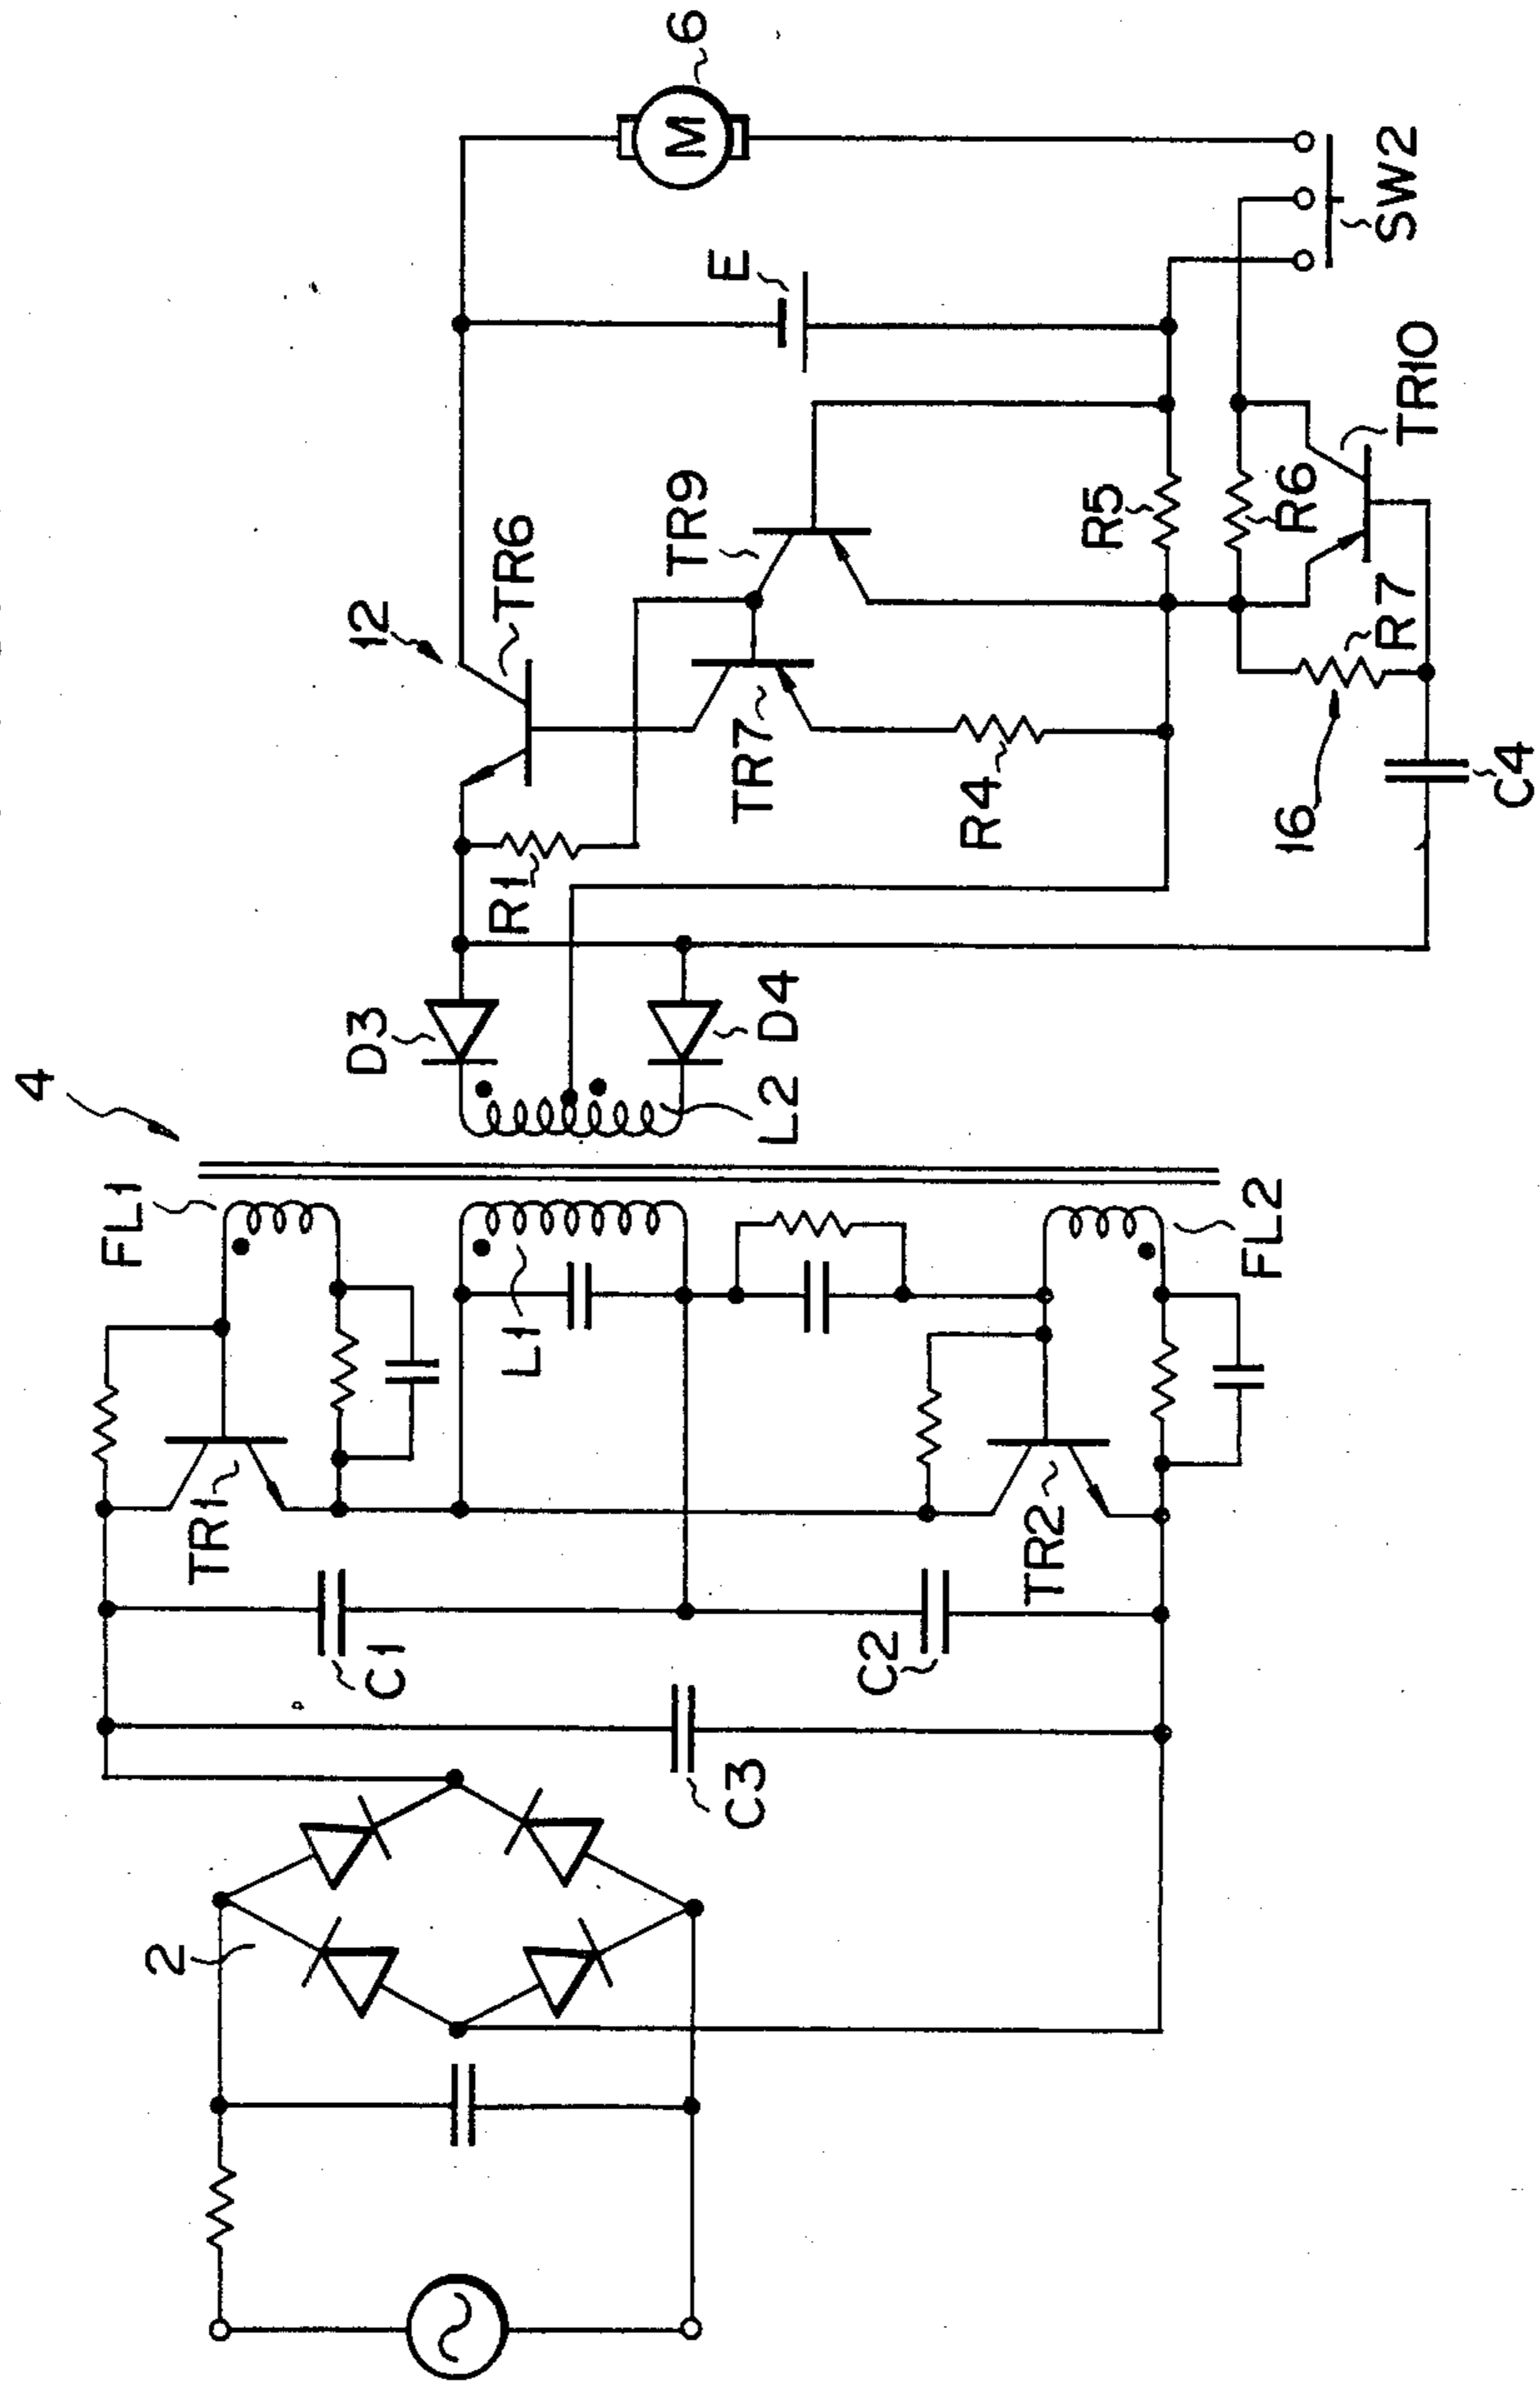 4
FL1
TR1
C1
2
C3
L1
C2
TR2
FL2
D3
D4
L2
12
TR6
R1
TR7
TR9
R4
R5
R6
R7
16
C4
TR10
E
M
6
SW2